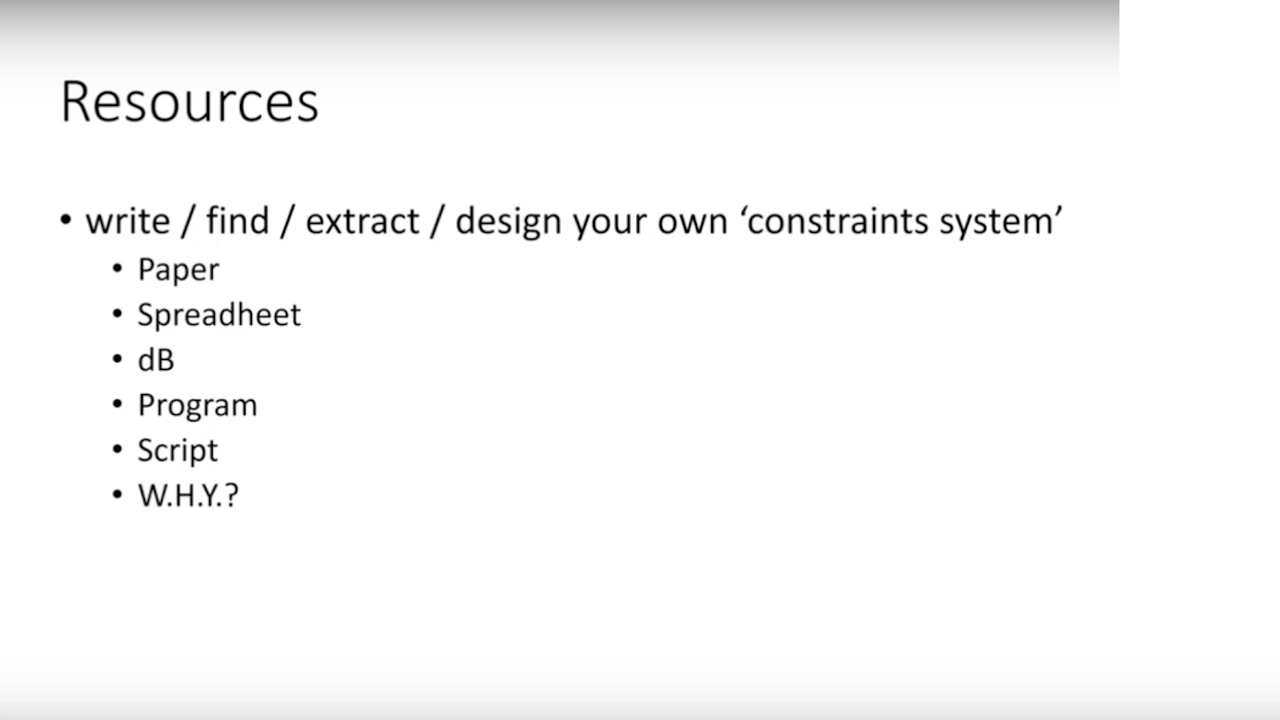 Resources
• write / find / extract / design your own ‘constraints system’
• Paper
• Spreadheet
• dB
• Program
• Script
• W.H.Y.?